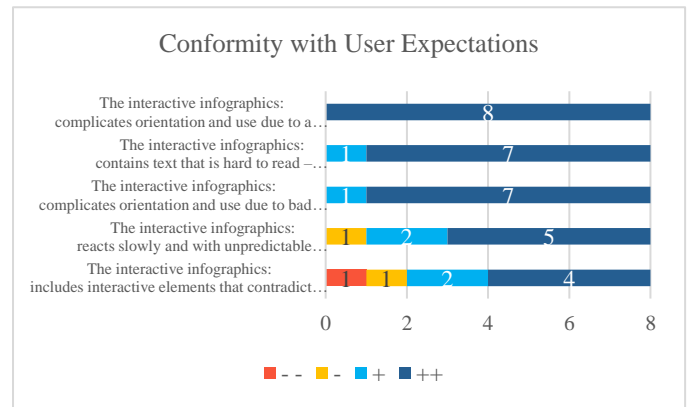 Conformity with User Expectations
The interactive infographics:
complicates orientation and use due to a…
8
The interactive infographics:
contains text that is hard to read –…
1 7
The interactive infographics:
complicates orientation and use due to bad…
1 7
The interactive infographics:
reacts slowly and with unpredictable…
1 2 5
The interactive infographics:
includes interactive elements that contradict…
1 1 2 4
0 2 4 6 8
- - - + ++